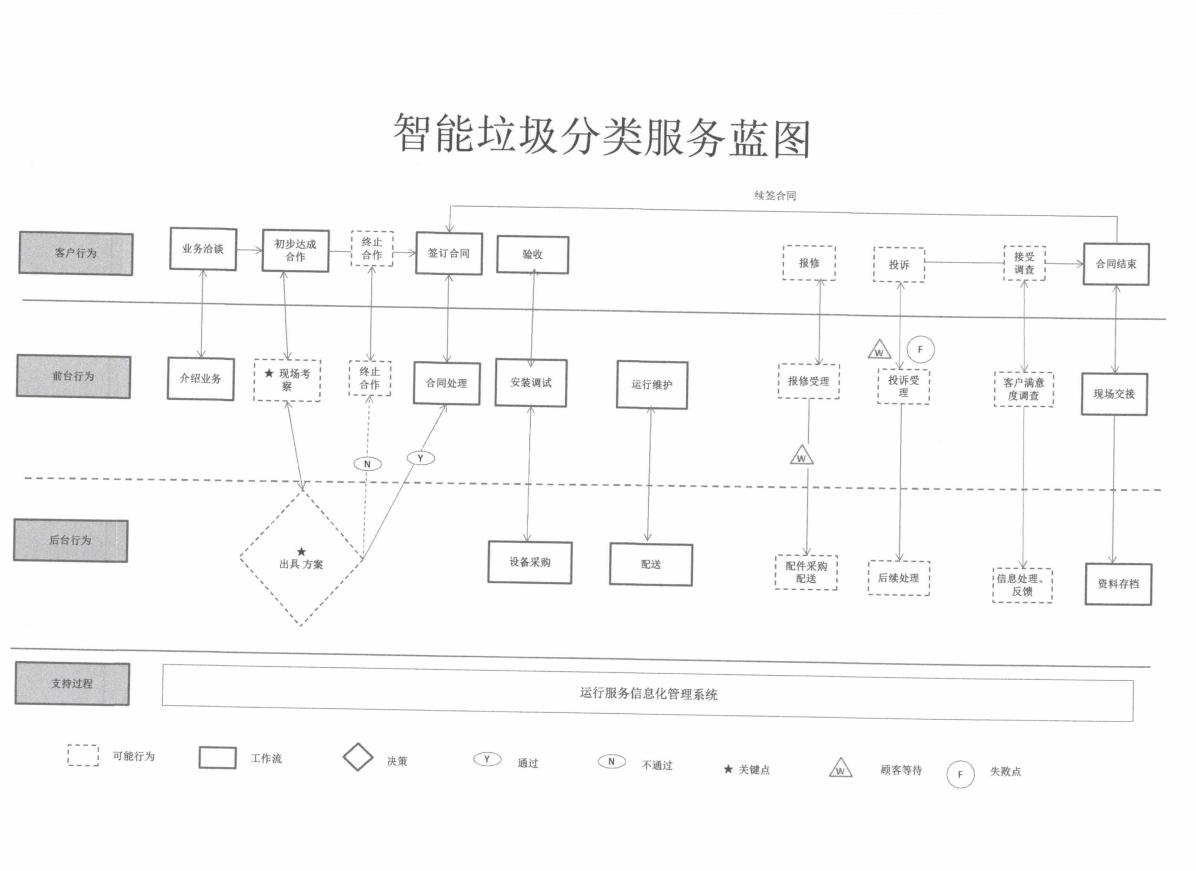 智能垃圾分类服务蓝图
续签合同
客户行为
业务洽谈
初步达成
合作
终止
合作
签订合同
验收
报修
投诉
接受
调查
合同结束
前台行为
介绍业务
★ 现场考
察
终止
合作
合同处理
安装调试
运行维护
报修受理
W
F
投诉受
理
客户满意
度调查
现场交接
N
Y
W
后台行为
★
出具 方案
设备采购
配送
配件采购
配送
后续处理
信息处理、
反馈
资料存档
支持过程
运行服务信息化管理系统
可能行为
工作流
决策
Y
通过
N
不通过
★ 关键点
W
顾客等待
F
失败点